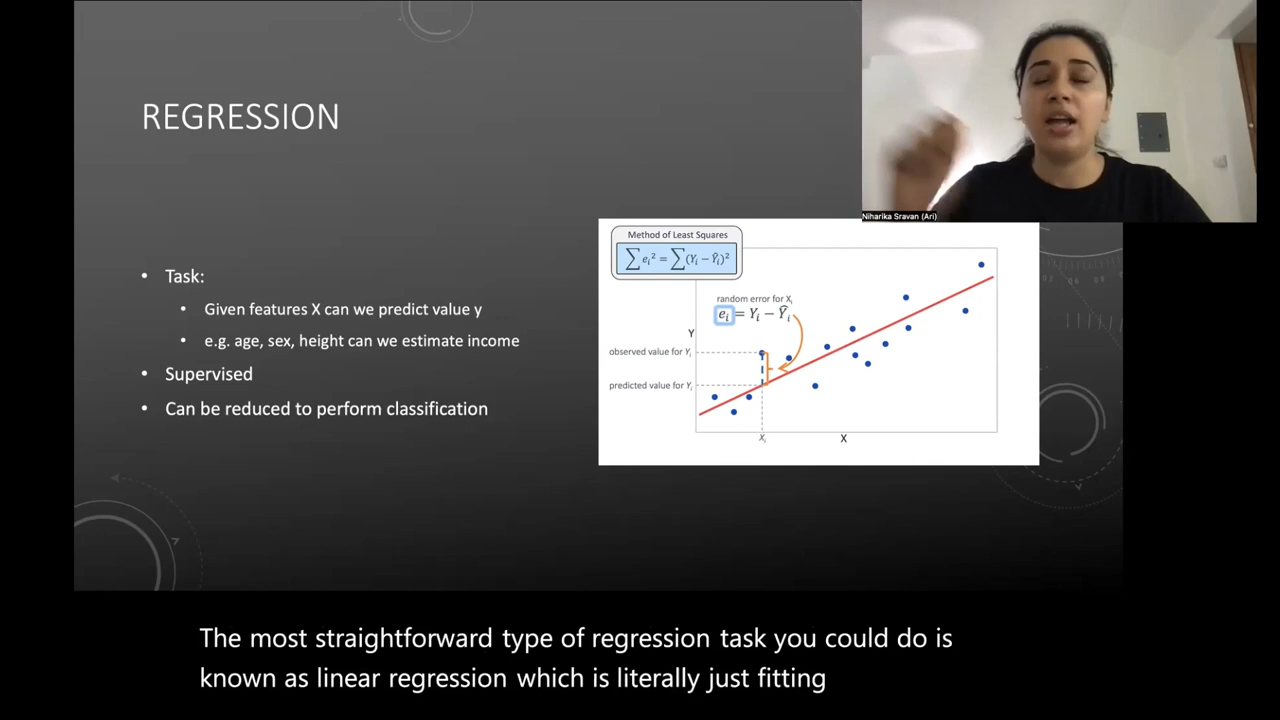 REGRESSION
Niharika Sravan (Ari)
• Task:
• Given features X can we predict value y
• e.g. age, sex, height can we estimate income
• Supervised
• Can be reduced to perform classification
Method of Least Squares
∑ eᵢ² = ∑(Yᵢ − Ŷᵢ)²
random error for Xᵢ
eᵢ = Yᵢ − Ŷᵢ
Y
observed value for Yᵢ
predicted value for Yᵢ
Xᵢ
X
The most straightforward type of regression task you could do is
known as linear regression which is literally just fitting